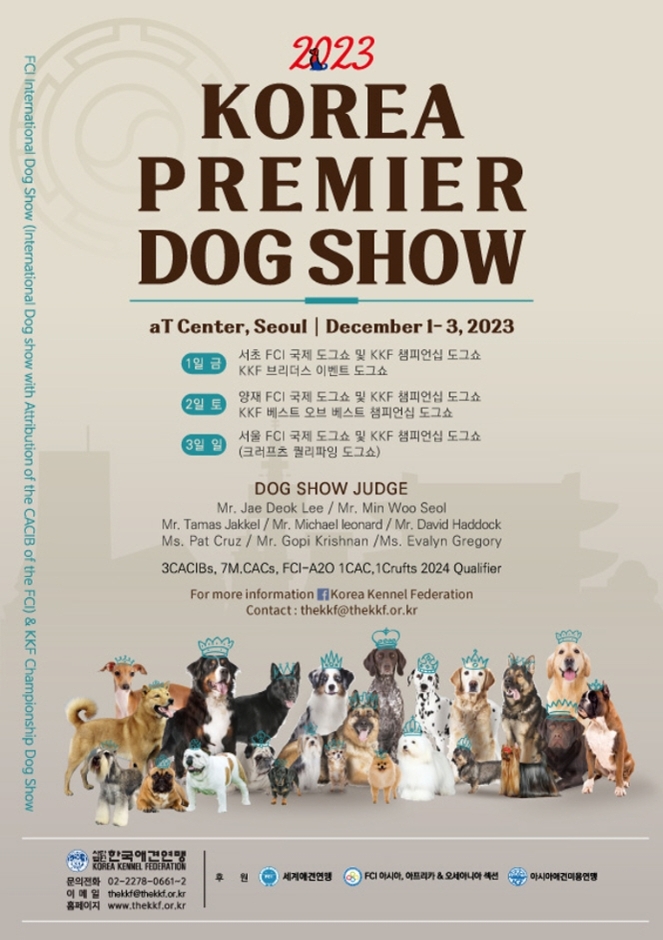 2023
KOREA
PREMIER
DOG SHOW
aT Center, Seoul | December 1- 3, 2023
1일 금
서초 FCI 국제 도그쇼 및 KKF 챔피언십 도그쇼
KKF 브리더스 이벤트 도그쇼
2일 토
양재 FCI 국제 도그쇼 및 KKF 챔피언십 도그쇼
KKF 베스트 오브 베스트 챔피언십 도그쇼
3일 일
서울 FCI 국제 도그쇼 및 KKF 챔피언십 도그쇼
(크러프츠 퀄리파잉 도그쇼)
DOG SHOW JUDGE
Mr. Jae Deok Lee / Mr. Min Woo Seol
Mr. Tamas Jakkel / Mr. Michael leonard / Mr. David Haddock
Ms. Pat Cruz / Mr. Gopi Krishnan /Ms. Evalyn Gregory
3CACIBs, 7M.CACs, FCI-A2O 1CAC,1Crufts 2024 Qualifier
For more information Korea Kennel Federation
Contact : thekkf@thekkf.or.kr
FCI International Dog Show (International Dog show with Attribution of the CACIB of the FCI) & KKF Championship Dog Show
한국애견연맹
KOREA KENNEL FEDERATION
문의전화 02-2278-0661~2
이 메 일 thekkf@thekkf.or.kr
홈페이지 www.thekkf.or.kr
후 원
세계애견연맹
FCI 아시아, 아프리카 & 오세아니아 섹션
아시아애견미용연맹